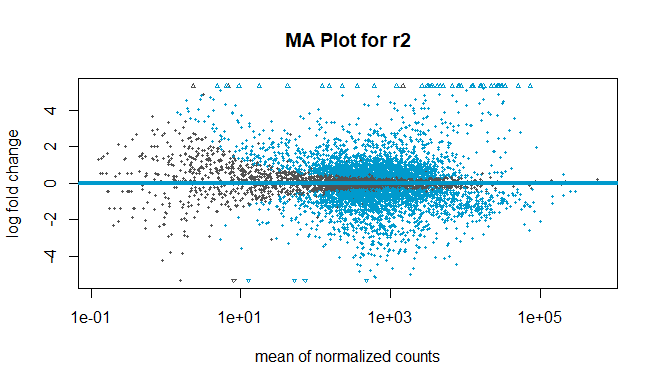 MA Plot for r2
log fold change
4
2
0
-2
-4
1e-01 1e+01 1e+03 1e+05
mean of normalized counts